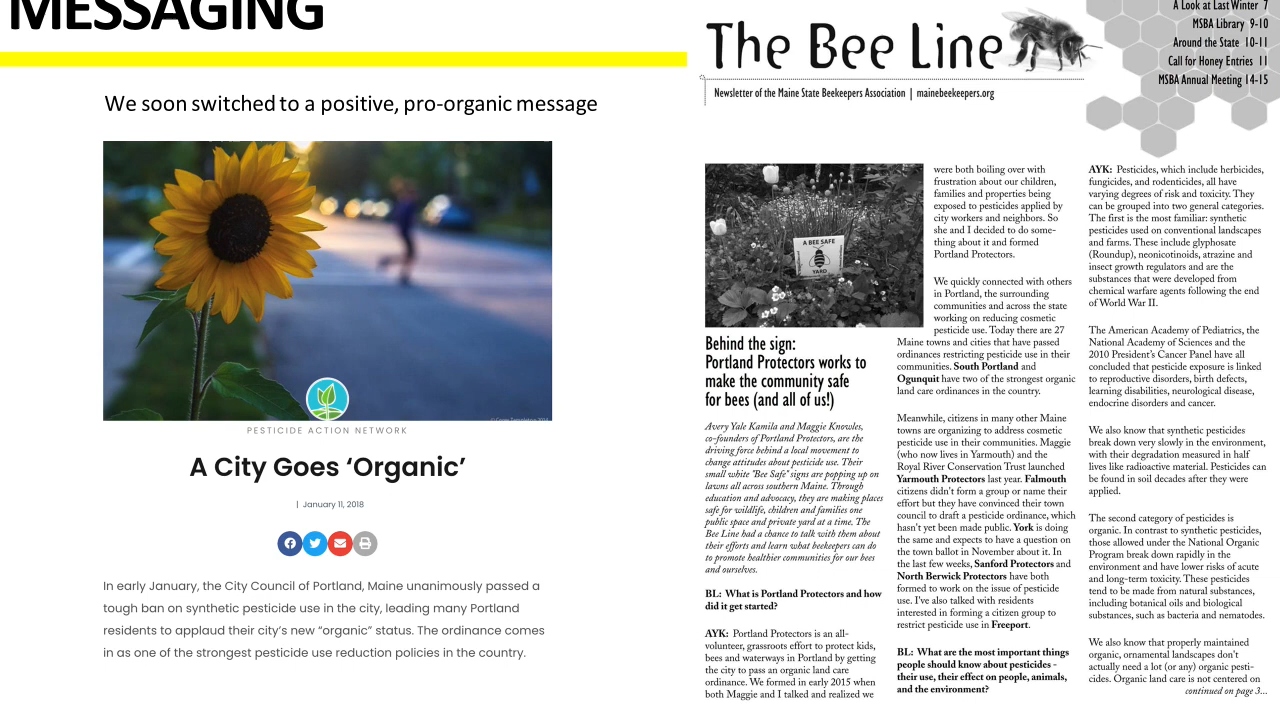 MESSAGING
We soon switched to a positive, pro-organic message
PESTICIDE ACTION NETWORK
A City Goes ‘Organic’
| January 11, 2018
In early January, the City Council of Portland, Maine unanimously passed a
tough ban on synthetic pesticide use in the city, leading many Portland
residents to applaud their city’s new “organic” status. The ordinance comes
in as one of the strongest pesticide use reduction policies in the country.
The Bee Line
Newsletter of the Maine State Beekeepers Association | mainebeekeepers.org
A Look at Last Winter 7
MSBA Library 9-10
Around the State 10-11
Call for Honey Entries 11
MSBA Annual Meeting 14-15
A BEE SAFE
YARD
Behind the sign:
Portland Protectors works to
make the community safe
for bees (and all of us!)
Avery Yale Kamila and Maggie Knowles,
co-founders of Portland Protectors, are the
driving force behind a local movement to
change attitudes about pesticide use. Their
small white "Bee Safe" signs are popping up on
lawns all across southern Maine. Through
education and advocacy, they are making places
safe for wildlife, children and families one
public space and private yard at a time. The
Bee Line had a chance to talk with them about
their efforts and learn what beekeepers can do
to promote healthier communities for our bees
and ourselves.
BL: What is Portland Protectors and how
did it get started?
AYK: Portland Protectors is an all-
volunteer, grassroots effort to protect kids,
bees and waterways in Portland by getting
the city to pass an organic land care
ordinance. We formed in early 2015 when
both Maggie and I talked and realized we
were both boiling over with
frustration about our children,
families and properties being
exposed to pesticides applied by
city workers and neighbors. So
she and I decided to do some-
thing about it and formed
Portland Protectors.
We quickly connected with others
in Portland, the surrounding
communities and across the state
working on reducing cosmetic
pesticide use. Today there are 27
Maine towns and cities that have passed
ordinances restricting pesticide use in their
communities. South Portland and
Ogunquit have two of the strongest organic
land care ordinances in the country.
Meanwhile, citizens in many other Maine
towns are organizing to address cosmetic
pesticide use in their communities. Maggie
(who now lives in Yarmouth) and the
Royal River Conservation Trust launched
Yarmouth Protectors last year. Falmouth
citizens didn't form a group or name their
effort but they have convinced their town
council to draft a pesticide ordinance, which
hasn't yet been made public. York is doing
the same and expects to have a question on
the town ballot in November about it. In
the last few weeks, Sanford Protectors and
North Berwick Protectors have both
formed to work on the issue of pesticide
use. I've also talked with residents
interested in forming a citizen group to
restrict pesticide use in Freeport.
BL: What are the most important things
people should know about pesticides -
their use, their effect on people, animals,
and the environment?
AYK: Pesticides, which include herbicides,
fungicides, and rodenticides, all have
varying degrees of risk and toxicity. They
can be grouped into two general categories.
The first is the most familiar: synthetic
pesticides used on conventional landscapes
and farms. These include glyphosate
(Roundup), neonicotinoids, atrazine and
insect growth regulators and are the
substances that were developed from
chemical warfare agents following the end
of World War II.
The American Academy of Pediatrics, the
National Academy of Sciences and the
2010 President's Cancer Panel have all
concluded that pesticide exposure is linked
to reproductive disorders, birth defects,
learning disabilities, neurological disease,
endocrine disorders and cancer.
We also know that synthetic pesticides
break down very slowly in the environment,
with their degradation measured in half
lives like radioactive material. Pesticides can
be found in soil decades after they were
applied.
The second category of pesticides is
organic. In contrast to synthetic pesticides,
those allowed under the National Organic
Program break down rapidly in the
environment and have lower risks of acute
and long-term toxicity. These pesticides
tend to be made from natural substances,
including botanical oils and biological
substances, such as bacteria and nematodes.
We also know that properly maintained
organic, ornamental landscapes don't
actually need a lot (or any) organic pesti-
cides. Organic land care is not centered on
continued on page 3...